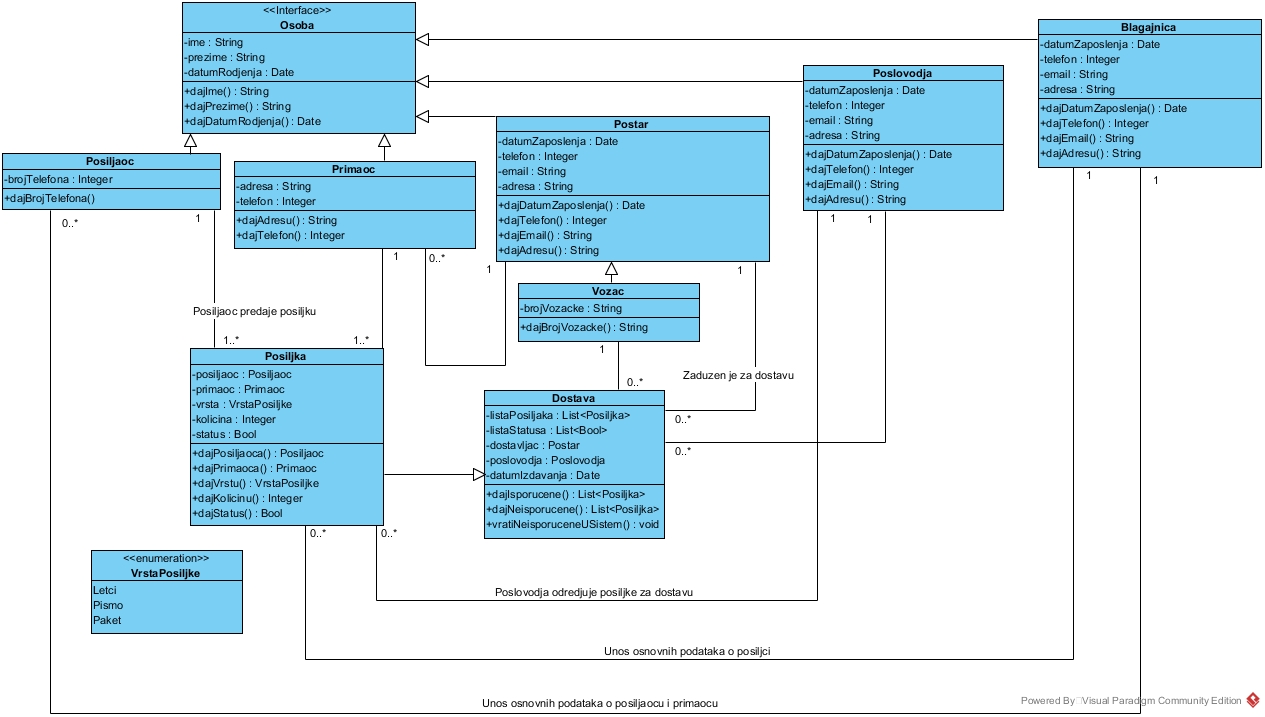 <<Interface>>
Osoba
-ime : String
-prezime : String
-datumRodjenja : Date
+dajIme() : String
+dajPrezime() : String
+dajDatumRodjenja() : Date
Blagajnica
-datumZaposlenja : Date
-telefon : Integer
-email : String
-adresa : String
+dajDatumZaposlenja() : Date
+dajTelefon() : Integer
+dajEmail() : String
+dajAdresu() : String
Poslovodja
-datumZaposlenja : Date
-telefon : Integer
-email : String
-adresa : String
+dajDatumZaposlenja() : Date
+dajTelefon() : Integer
+dajEmail() : String
+dajAdresu() : String
Postar
-datumZaposlenja : Date
-telefon : Integer
-email : String
-adresa : String
+dajDatumZaposlenja() : Date
+dajTelefon() : Integer
+dajEmail() : String
+dajAdresu() : String
Posiljaoc
-brojTelefona : Integer
+dajBrojTelefona()
Primaoc
-adresa : String
-telefon : Integer
+dajAdresu() : String
+dajTelefon() : Integer
1
1
0..*
1
1
1
1
0..*
1
1
Vozac
-brojVozacke : String
+dajBrojVozacke() : String
Posiljaoc predaje posiljku
1..*
1..*
1
0..*
Zaduzen je za dostavu
0..*
0..*
Posiljka
-posiljaoc : Posiljaoc
-primaoc : Primaoc
-vrsta : VrstaPosiljke
-kolicina : Integer
-status : Bool
+dajPosiljaoca() : Posiljaoc
+dajPrimaoca() : Primaoc
+dajVrstu() : VrstaPosiljke
+dajKolicinu() : Integer
+dajStatus() : Bool
Dostava
-listaPosiljaka : List<Posiljka>
-listaStatusa : List<Bool>
-dostavljac : Postar
-poslovodja : Poslovodja
-datumIzdavanja : Date
+dajIsporucene() : List<Posiljka>
+dajNeisporucene() : List<Posiljka>
+vratiNeisporuceneUSistem() : void
0..*
0..*
<<enumeration>>
VrstaPosiljke
Letci
Pismo
Paket
Poslovodja odredjuje posiljke za dostavu
Unos osnovnih podataka o posiljci
Unos osnovnih podataka o posiljaocu i primaocu
Powered By Visual Paradigm Community Edition